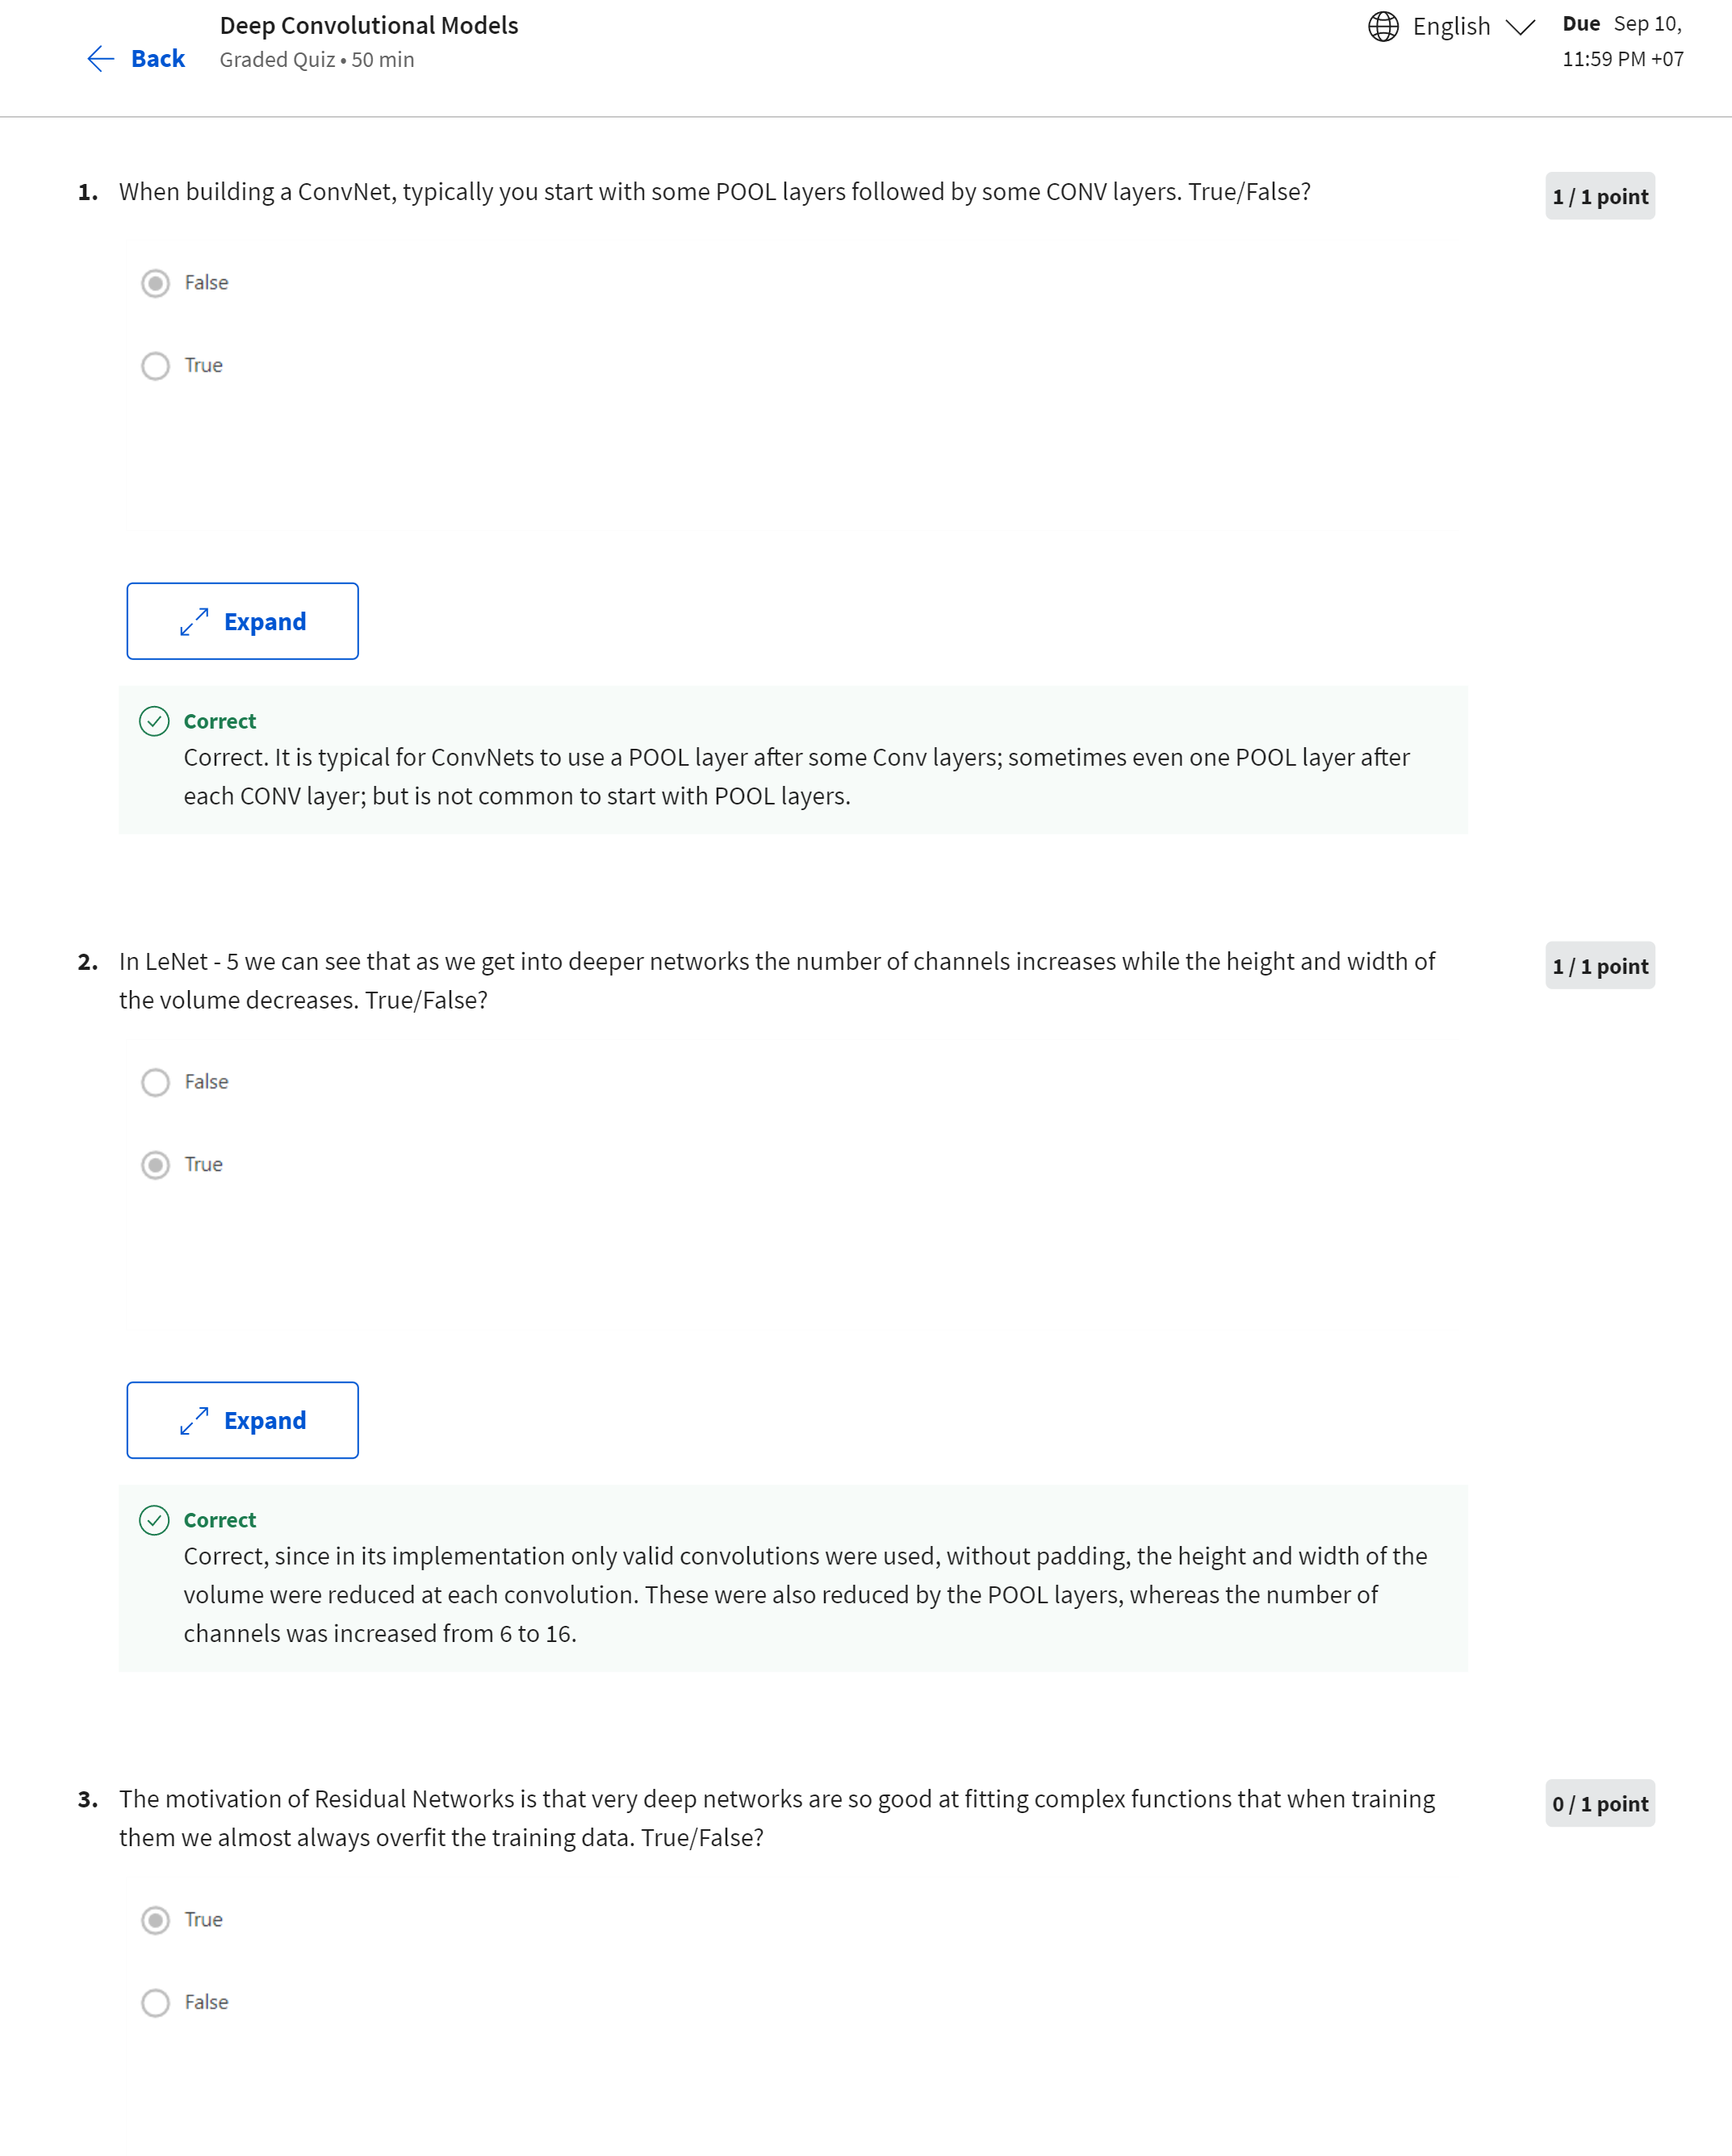 Deep Convolutional Models
Back
Graded Quiz • 50 min
English
Due Sep 10,
11:59 PM +07
1. When building a ConvNet, typically you start with some POOL layers followed by some CONV layers. True/False?
1 / 1 point
False
True
Expand
Correct
Correct. It is typical for ConvNets to use a POOL layer after some Conv layers; sometimes even one POOL layer after
each CONV layer; but is not common to start with POOL layers.
2. In LeNet - 5 we can see that as we get into deeper networks the number of channels increases while the height and width of
the volume decreases. True/False?
1 / 1 point
False
True
Expand
Correct
Correct, since in its implementation only valid convolutions were used, without padding, the height and width of the
volume were reduced at each convolution. These were also reduced by the POOL layers, whereas the number of
channels was increased from 6 to 16.
3. The motivation of Residual Networks is that very deep networks are so good at fitting complex functions that when training
them we almost always overfit the training data. True/False?
0 / 1 point
True
False